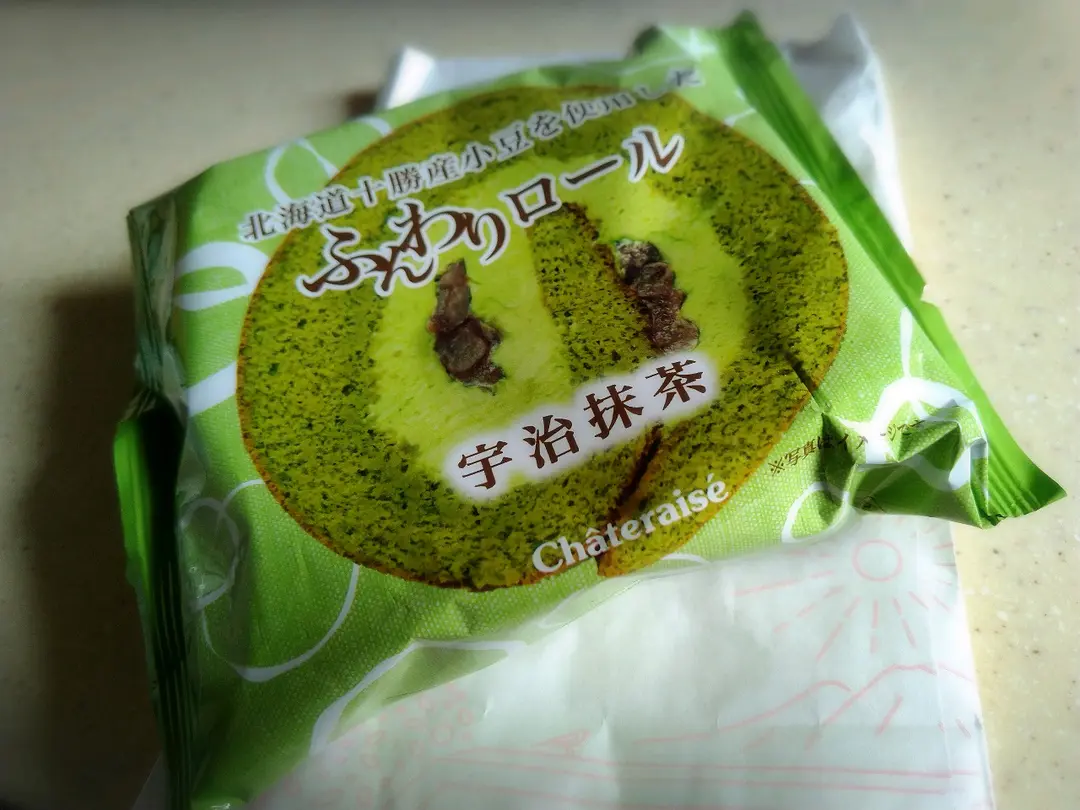 北海道十勝産小豆を使用した
ふんわりロール
宇治抹茶
Châteraisé